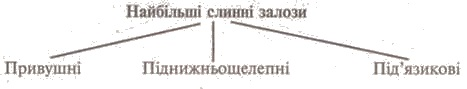 Найбільші слинні залози
Привушні Піднижньощелепні Під'язикові